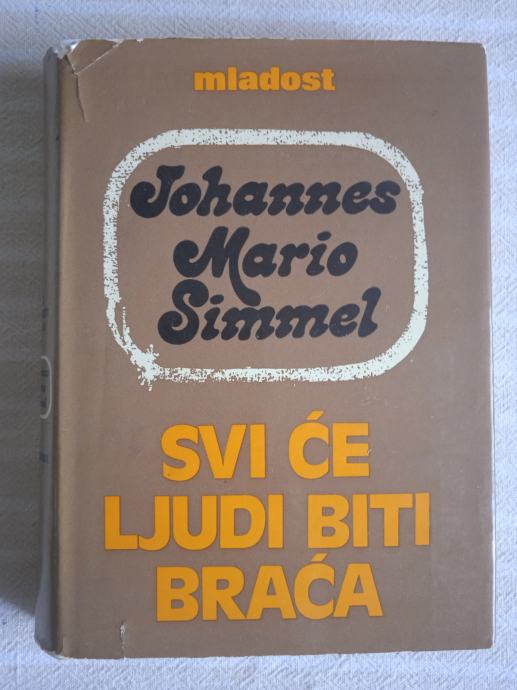 mladost
Johannes
Mario
Simmel
SVI ĆE
LJUDI BITI
BRAĆA